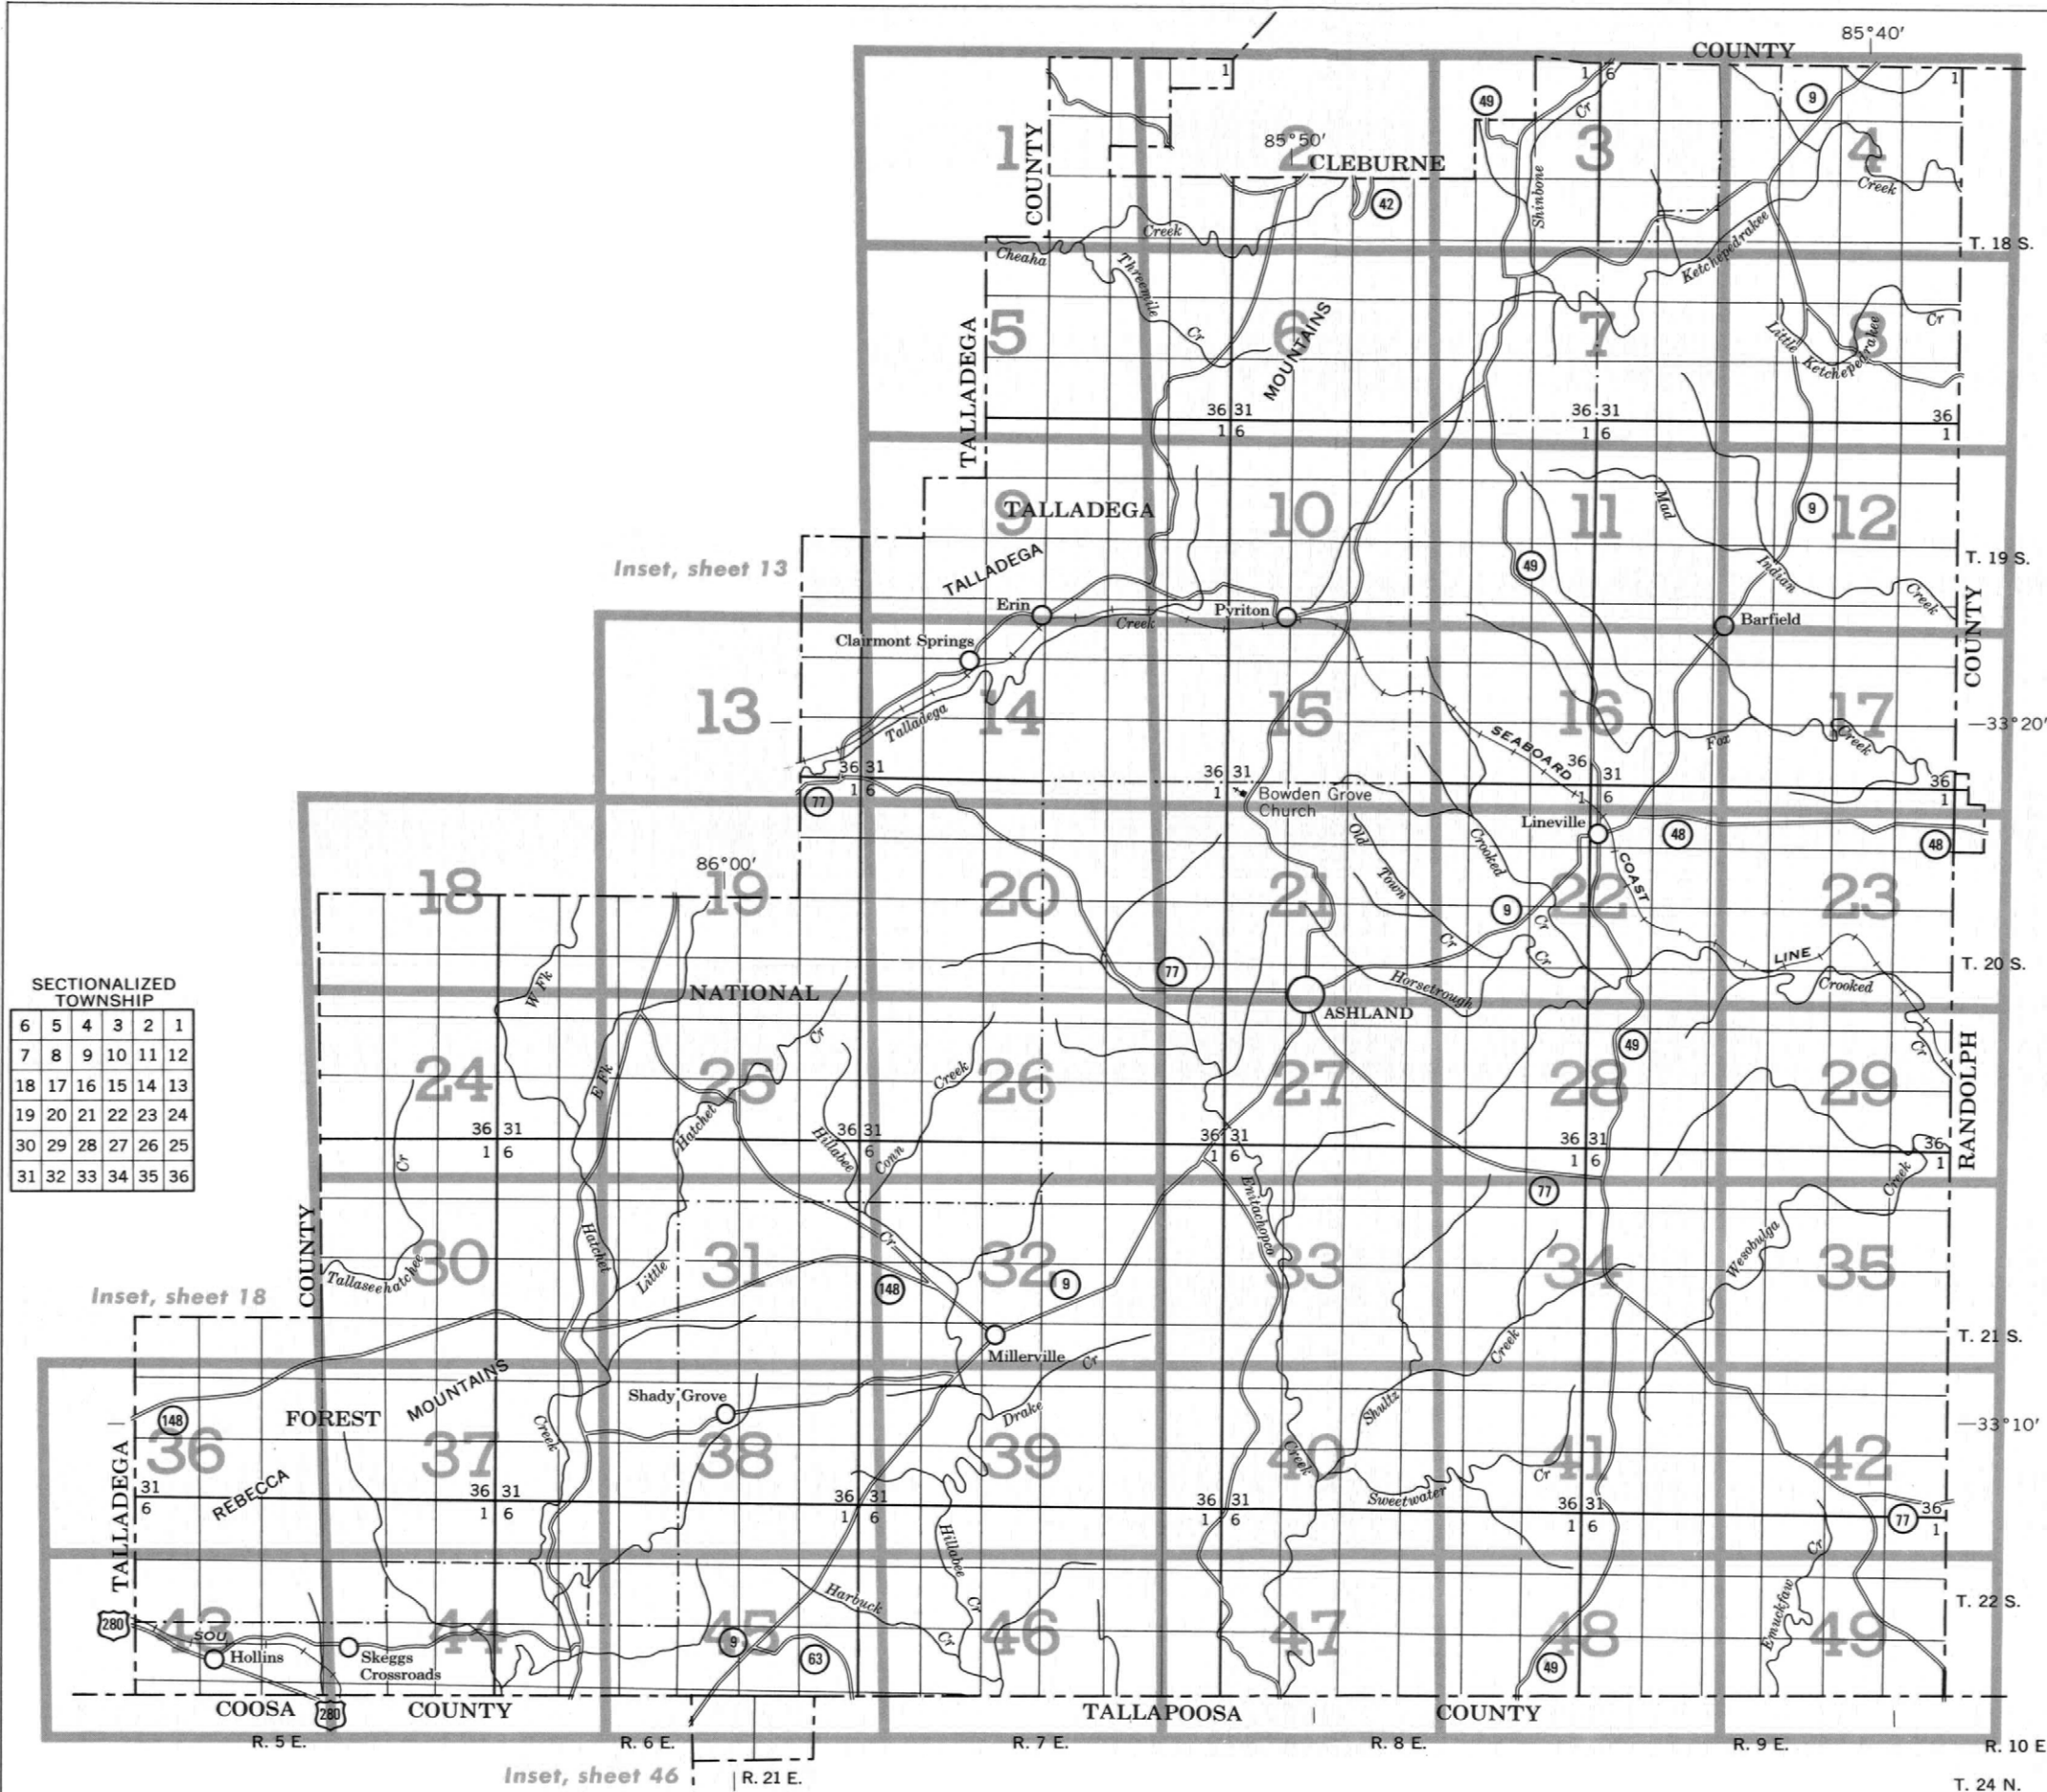 85°40′
COUNTY
1
1 6
1
49
9
1
2
3
4
85°50′
CLEBURNE
COUNTY
Cr
Shinbone
Creek
42
Creek
Cheaha
Threemile
Cr
Ketchepedrakee
T. 18 S.
5
6
7
8
MOUNTAINS
TALLADEGA
Little
Ketchepedrakee
Cr
36 31
36 31
36
1 6
1 6
1
9
10
11
12
TALLADEGA
Mad
9
Inset, sheet 13
TALLADEGA
49
Indian
T. 19 S.
Creek
Erin
Pyriton
Creek
Barfield
COUNTY
Clairmont Springs
13
14
15
16
17
Talladega
SEABOARD
Fox
Creek
33°20′
36 31
36 31
36
31
36
1 6
1
1 6
1
77
Bowden Grove
Church
Lineville
48
48
Old
Town
Cr
Crooked
Cr
COAST
86°00′
18
19
20
21
22
23
9
W Fk
77
Cr
LINE
T. 20 S.
SECTIONALIZED
TOWNSHIP
6 5 4 3 2 1
7 8 9 10 11 12
18 17 16 15 14 13
19 20 21 22 23 24
30 29 28 27 26 25
31 32 33 34 35 36
NATIONAL
Horsetrough
Crooked
Cr
ASHLAND
Cr
49
24
25
26
27
28
29
E Fk
Creek
RANDOLPH
Hatchet
36 31
36 31
36 31
36 31
36
1 6
6
1 6
1 6
1
Hillabee
Conn
Cr
Enitachopco
77
Creek
COUNTY
Hatchet
Cr
Wesobulga
30
31
32
33
34
35
Tallaseehatchee
Little
148
9
Inset, sheet 18
Millerville
Cr
Creek
T. 21 S.
MOUNTAINS
Shady Grove
148
FOREST
Creek
Drake
Shultz
33°10′
36
37
38
39
40
41
42
TALLADEGA
REBECCA
Creek
Cr
Sweetwater
31
36 31
36 31
36 31
36 31
36
6
1 6
1 6
1 6
1 6
1
77
Hillabee
Cr
Cr
Harbuck
Cr
Emuckfaw
T. 22 S.
280
43
44
45
46
47
48
49
SOU
Hollins
Skeggs
Crossroads
9
63
49
COOSA
280
COUNTY
TALLAPOOSA
COUNTY
R. 5 E.
R. 6 E.
R. 7 E.
R. 8 E.
R. 9 E.
R. 10 E
Inset, sheet 46
R. 21 E.
T. 24 N.